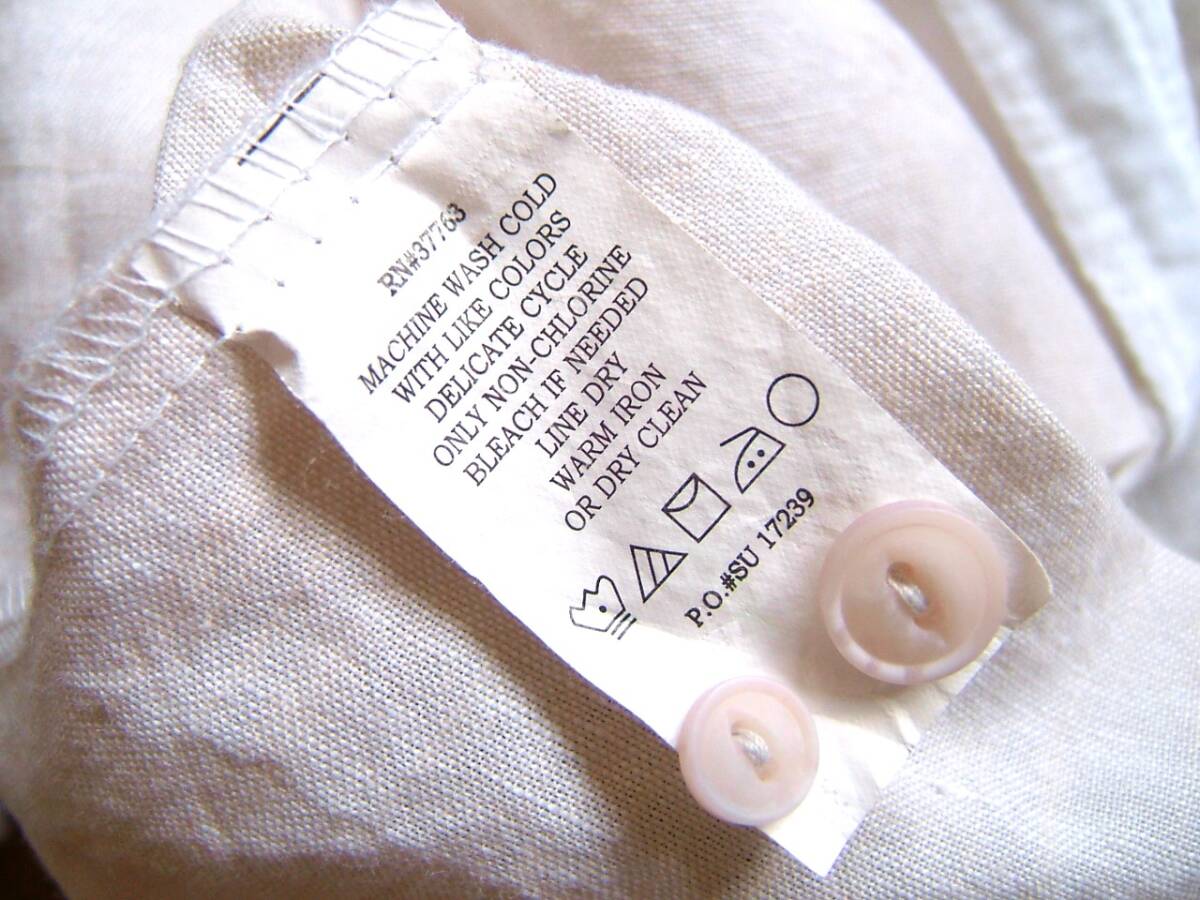 RN#37763
MACHINE WASH COLD
WITH LIKE COLORS
DELICATE CYCLE
ONLY NON-CHLORINE
BLEACH IF NEEDED
LINE DRY
WARM IRON
OR DRY CLEAN
P.O.#SU 17239